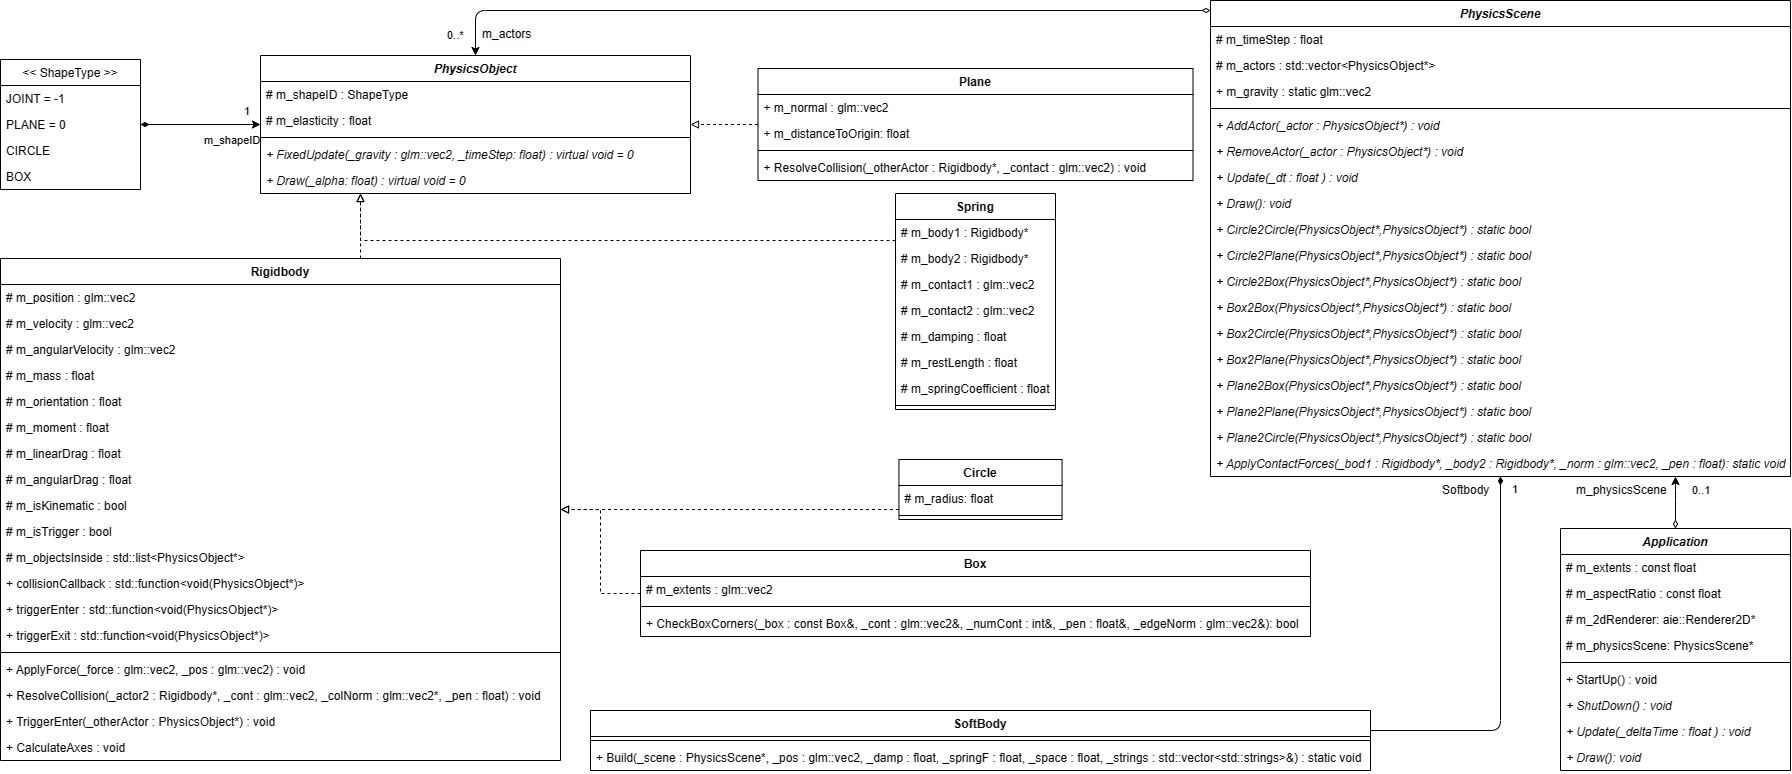 << ShapeType >>
JOINT = -1
PLANE = 0
CIRCLE
BOX
1
m_shapeID
0..*
m_actors
PhysicsObject
# m_shapeID : ShapeType
# m_elasticity : float
+ FixedUpdate(_gravity : glm::vec2, _timeStep: float) : virtual void = 0
+ Draw(_alpha: float) : virtual void = 0
Plane
+ m_normal : glm::vec2
+ m_distanceToOrigin: float
+ ResolveCollision(_otherActor : Rigidbody*, _contact : glm::vec2) : void
Spring
# m_body1 : Rigidbody*
# m_body2 : Rigidbody*
# m_contact1 : glm::vec2
# m_contact2 : glm::vec2
# m_damping : float
# m_restLength : float
# m_springCoefficient : float
PhysicsScene
# m_timeStep : float
# m_actors : std::vector<PhysicsObject*>
+ m_gravity : static glm::vec2
+ AddActor(_actor : PhysicsObject*) : void
+ RemoveActor(_actor : PhysicsObject*) : void
+ Update(_dt : float ) : void
+ Draw(): void
+ Circle2Circle(PhysicsObject*,PhysicsObject*) : static bool
+ Circle2Plane(PhysicsObject*,PhysicsObject*) : static bool
+ Circle2Box(PhysicsObject*,PhysicsObject*) : static bool
+ Box2Box(PhysicsObject*,PhysicsObject*) : static bool
+ Box2Circle(PhysicsObject*,PhysicsObject*) : static bool
+ Box2Plane(PhysicsObject*,PhysicsObject*) : static bool
+ Plane2Box(PhysicsObject*,PhysicsObject*) : static bool
+ Plane2Plane(PhysicsObject*,PhysicsObject*) : static bool
+ Plane2Circle(PhysicsObject*,PhysicsObject*) : static bool
+ ApplyContactForces(_bod1 : Rigidbody*, _body2 : Rigidbody*, _norm : glm::vec2, _pen : float): static void
Rigidbody
# m_position : glm::vec2
# m_velocity : glm::vec2
# m_angularVelocity : glm::vec2
# m_mass : float
# m_orientation : float
# m_moment : float
# m_linearDrag : float
# m_angularDrag : float
# m_isKinematic : bool
# m_isTrigger : bool
# m_objectsInside : std::list<PhysicsObject*>
+ collisionCallback : std::function<void(PhysicsObject*)>
+ triggerEnter : std::function<void(PhysicsObject*)>
+ triggerExit : std::function<void(PhysicsObject*)>
+ ApplyForce(_force : glm::vec2, _pos : glm::vec2) : void
+ ResolveCollision(_actor2 : Rigidbody*, _cont : glm::vec2, _colNorm : glm::vec2*, _pen : float) : void
+ TriggerEnter(_otherActor : PhysicsObject*) : void
+ CalculateAxes : void
Circle
# m_radius: float
Box
# m_extents : glm::vec2
+ CheckBoxCorners(_box : const Box&, _cont : glm::vec2&, _numCont : int&, _pen : float&, _edgeNorm : glm::vec2&): bool
Softbody
1
m_physicsScene
0..1
Application
# m_extents : const float
# m_aspectRatio : const float
# m_2dRenderer: aie::Renderer2D*
# m_physicsScene: PhysicsScene*
+ StartUp() : void
+ ShutDown() : void
+ Update(_deltaTime : float ) : void
+ Draw(): void
SoftBody
+ Build(_scene : PhysicsScene*, _pos : glm::vec2, _damp : float, _springF : float, _space : float, _strings : std::vector<std::strings>&) : static void